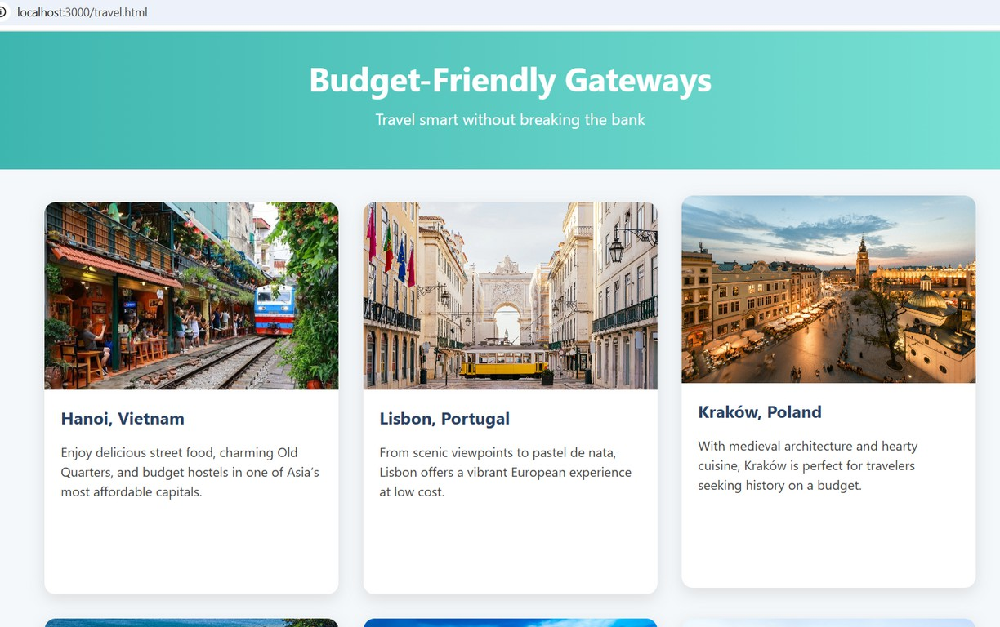 localhost:3000/travel.html
Budget-Friendly Gateways
Travel smart without breaking the bank
Hanoi, Vietnam
Enjoy delicious street food, charming Old
Quarters, and budget hostels in one of Asia’s
most affordable capitals.
Lisbon, Portugal
From scenic viewpoints to pastel de nata,
Lisbon offers a vibrant European experience
at low cost.
Kraków, Poland
With medieval architecture and hearty
cuisine, Kraków is perfect for travelers
seeking history on a budget.